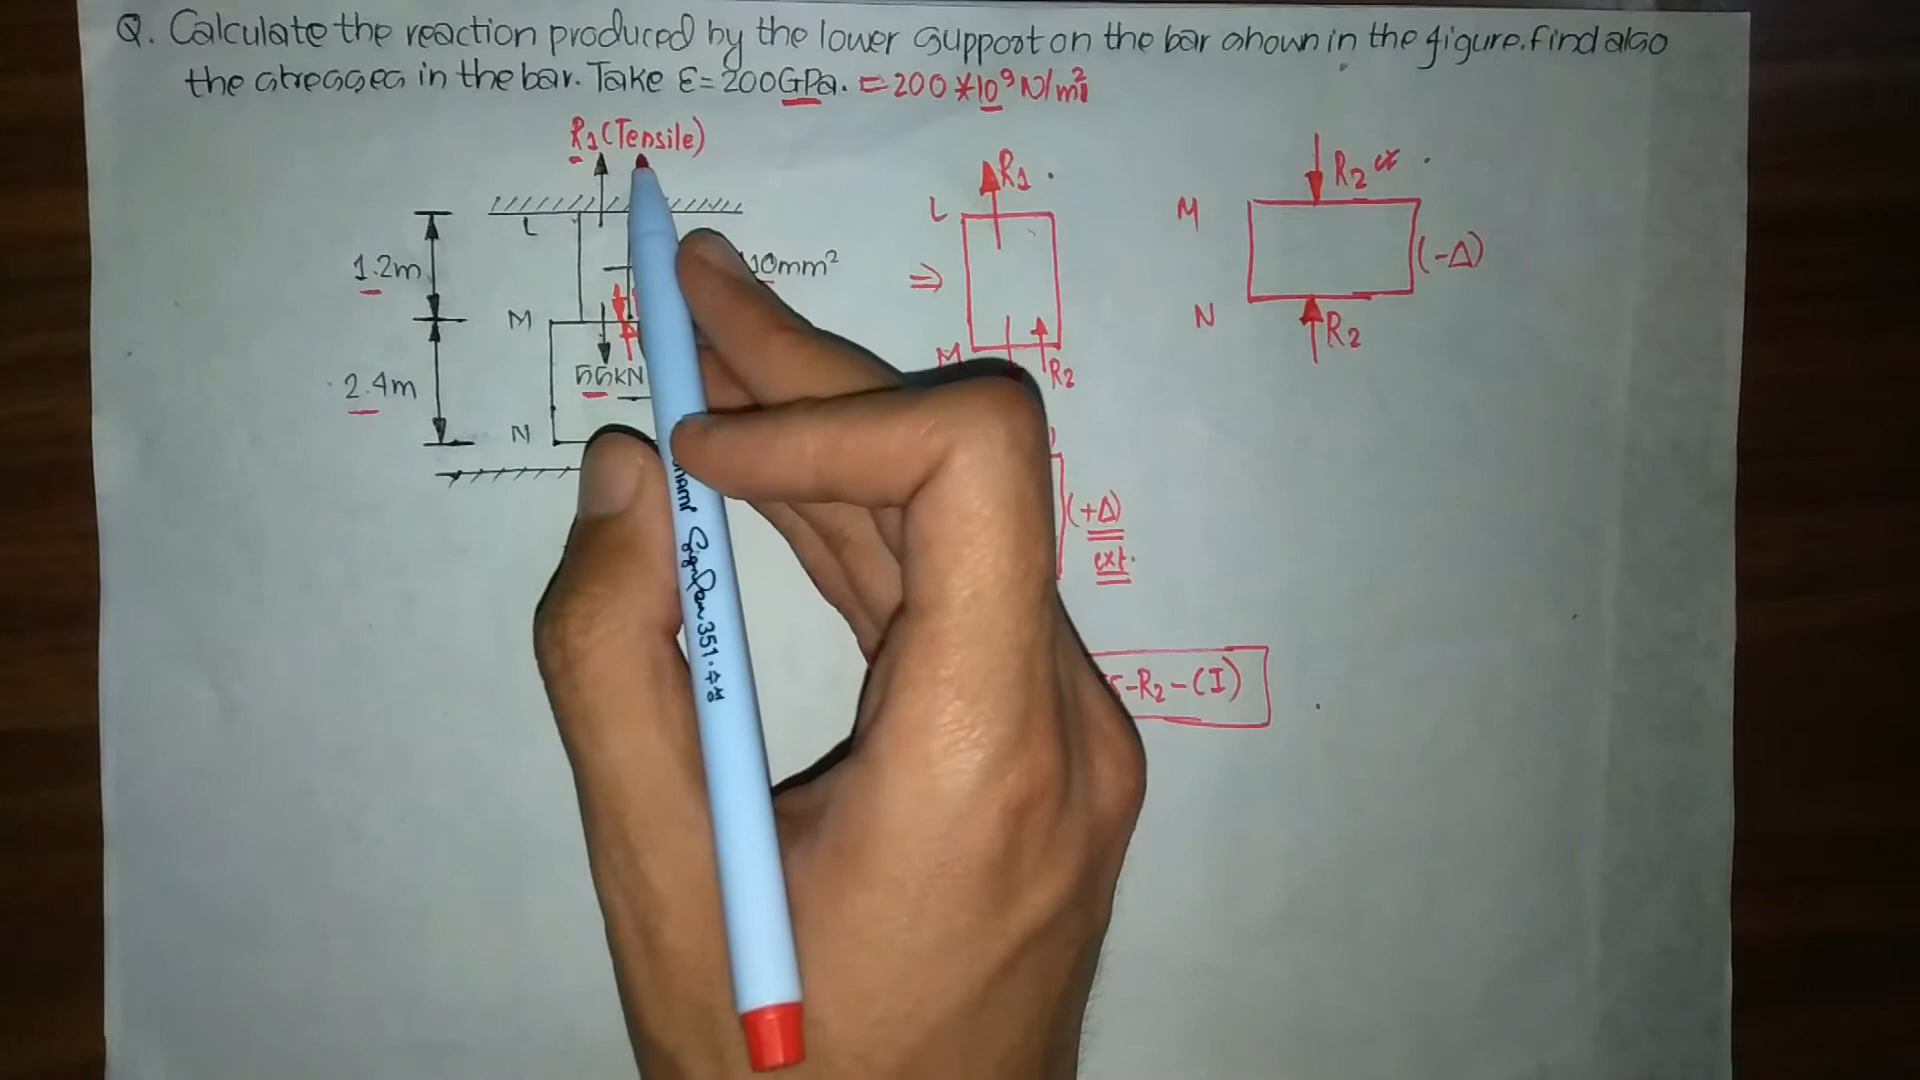 Q. Calculate the reaction produced by the lower support on the bar shown in the figure. find also
the stresses in the bar. Take E = 200GPa. = 200 * 10⁹ N/m²
R1 (Tensile)
L
1.2m
10mm²
M
55KN
2.4m
N
⇒
L
R1
M
R2
(+Δ)
ext.
M
R2
(-Δ)
N
R2
-R2 - (I)
351